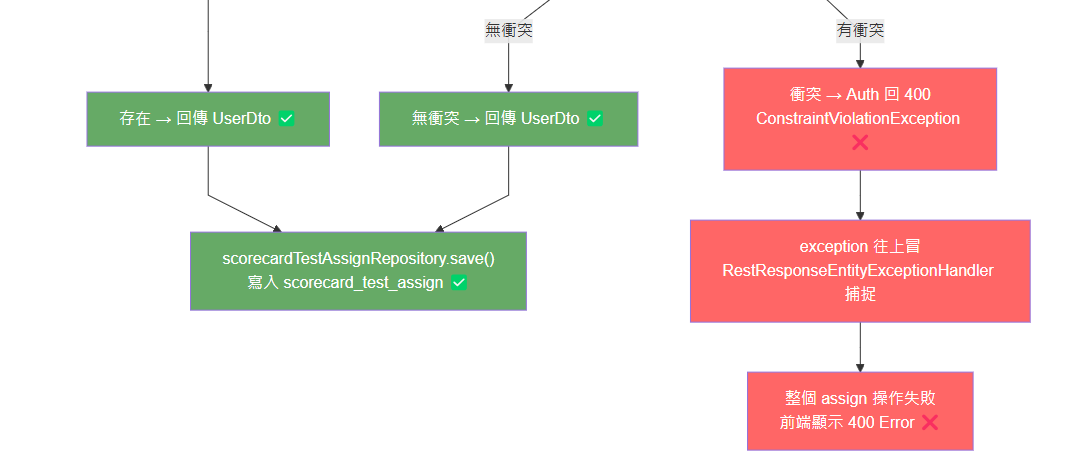 無衝突
有衝突
存在 → 回傳 UserDto ✅
無衝突 → 回傳 UserDto ✅
衝突 → Auth 回 400
ConstraintViolationException
❌
scorecardTestAssignRepository.save()
寫入 scorecard_test_assign ✅
exception 往上冒
RestResponseEntityExceptionHandler
捕捉
整個 assign 操作失敗
前端顯示 400 Error ❌